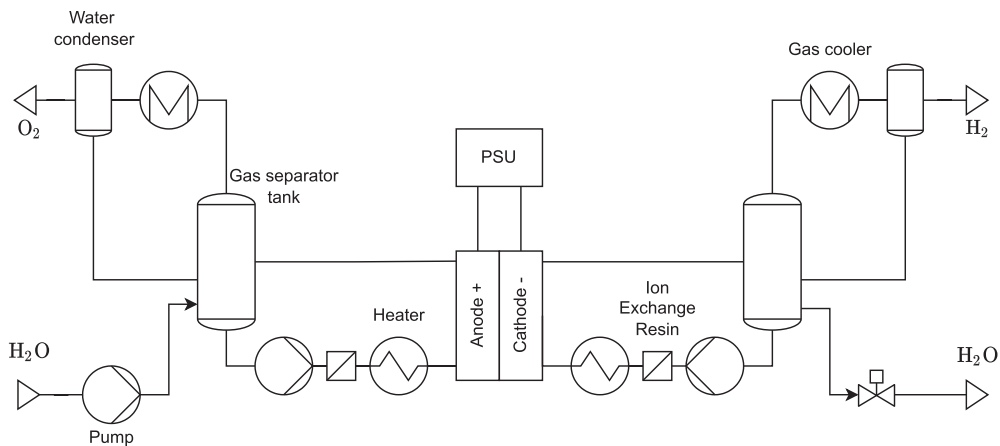 Water
condenser
Gas cooler
O₂
H₂
PSU
Gas separator
tank
Anode +
Cathode -
Ion
Exchange
Resin
Heater
H₂O
H₂O
Pump